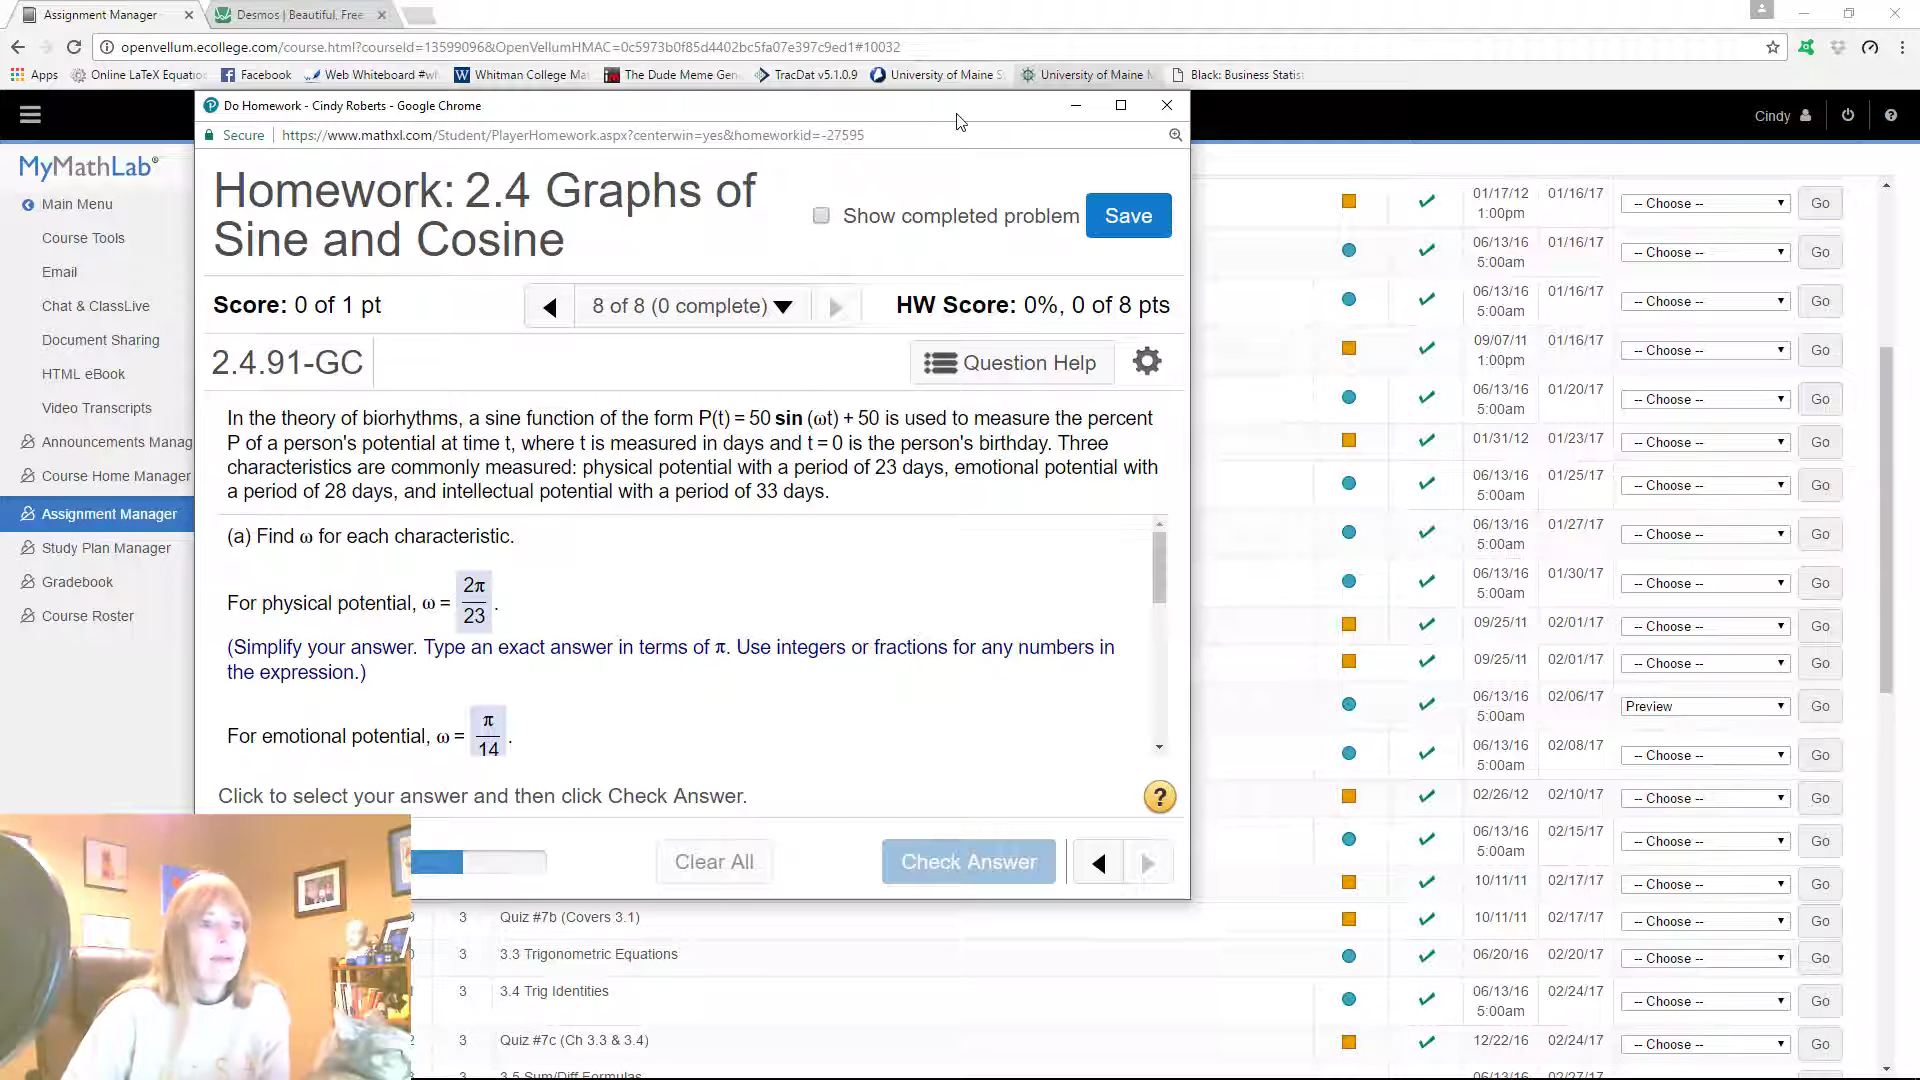 Assignment Manager
Desmos | Beautiful, Free
openvellum.ecollege.com/course.html?courseId=13599096&OpenVellumHMAC=0c5973b0f85d4402bc5fa07e397c9ed1#10032
Apps
Online LaTeX Equatio
Facebook
Web Whiteboard #wl
Whitman College Ma
The Dude Meme Gen
TracDat v5.1.0.9
University of Maine S
University of Maine M
Black: Business Statis
Do Homework - Cindy Roberts - Google Chrome
Secure
https://www.mathxl.com/Student/PlayerHomework.aspx?centerwin=yes&homeworkid=-27595
Cindy
MyMathLab®
Main Menu
Course Tools
Email
Chat & ClassLive
Document Sharing
HTML eBook
Video Transcripts
Announcements Manag
Course Home Manager
Assignment Manager
Study Plan Manager
Gradebook
Course Roster
Homework: 2.4 Graphs of
Sine and Cosine
Show completed problem
Save
Score: 0 of 1 pt
8 of 8 (0 complete)
HW Score: 0%, 0 of 8 pts
2.4.91-GC
Question Help
In the theory of biorhythms, a sine function of the form P(t) = 50 sin (ωt) + 50 is used to measure the percent
P of a person's potential at time t, where t is measured in days and t = 0 is the person's birthday. Three
characteristics are commonly measured: physical potential with a period of 23 days, emotional potential with
a period of 28 days, and intellectual potential with a period of 33 days.
(a) Find ω for each characteristic.
For physical potential, ω = 2π/23 .
(Simplify your answer. Type an exact answer in terms of π. Use integers or fractions for any numbers in
the expression.)
For emotional potential, ω = π/14 .
Click to select your answer and then click Check Answer.
?
Clear All
Check Answer
01/17/12 1:00pm 01/16/17 -- Choose -- Go
06/13/16 5:00am 01/16/17 -- Choose -- Go
06/13/16 5:00am 01/16/17 -- Choose -- Go
09/07/11 1:00pm 01/16/17 -- Choose -- Go
06/13/16 5:00am 01/20/17 -- Choose -- Go
01/31/12 01/23/17 -- Choose -- Go
06/13/16 5:00am 01/25/17 -- Choose -- Go
06/13/16 5:00am 01/27/17 -- Choose -- Go
06/13/16 5:00am 01/30/17 -- Choose -- Go
09/25/11 02/01/17 -- Choose -- Go
09/25/11 02/01/17 -- Choose -- Go
06/13/16 5:00am 02/06/17 Preview Go
06/13/16 5:00am 02/08/17 -- Choose -- Go
02/26/12 02/10/17 -- Choose -- Go
06/13/16 5:00am 02/15/17 -- Choose -- Go
10/11/11 02/17/17 -- Choose -- Go
3 Quiz #7b (Covers 3.1) 10/11/11 02/17/17 -- Choose -- Go
3 3.3 Trigonometric Equations 06/20/16 02/20/17 -- Choose -- Go
3 3.4 Trig Identities 06/13/16 5:00am 02/24/17 -- Choose -- Go
3 Quiz #7c (Ch 3.3 & 3.4) 12/22/16 02/24/17 -- Choose -- Go
3 3.5 Sum/Diff Formulas 06/13/16 02/27/17